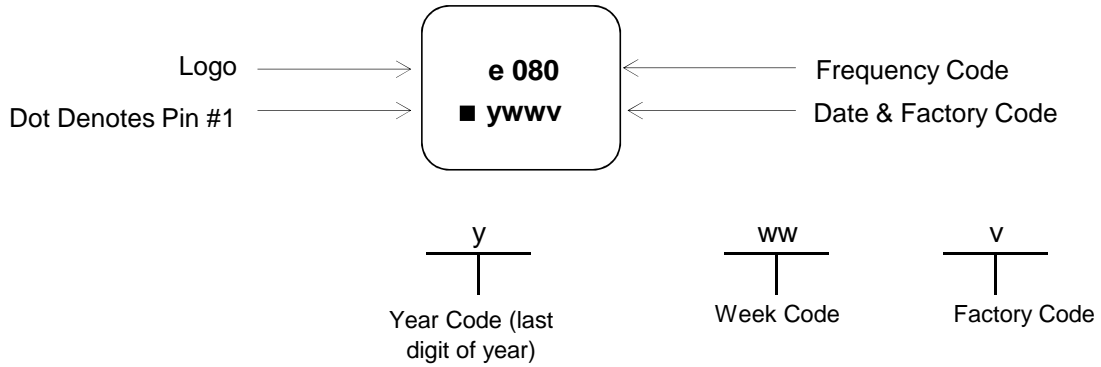 Logo
e 080
Frequency Code
Dot Denotes Pin #1
■ ywwv
Date & Factory Code
y
ww
v
Year Code (last
digit of year)
Week Code
Factory Code